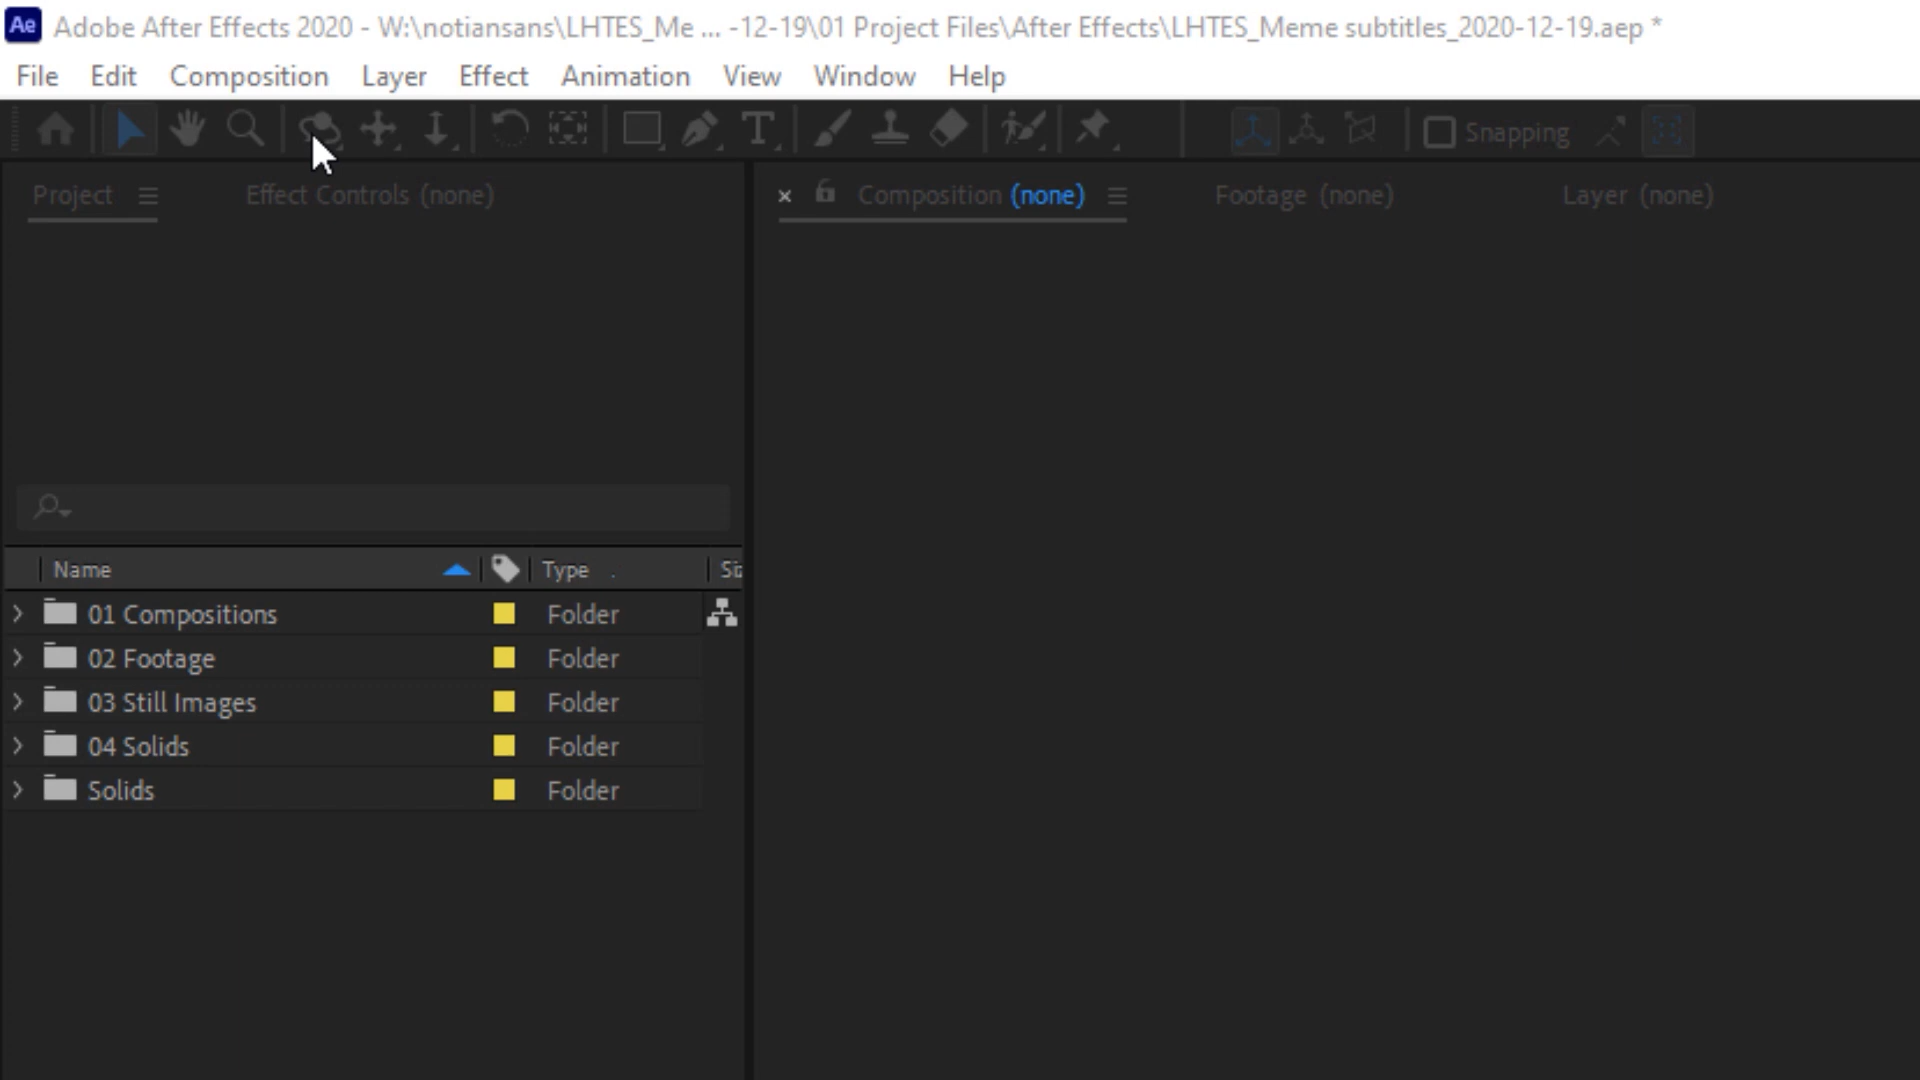 Ae Adobe After Effects 2020 - W:\notiansans\LHTES_Me ... -12-19\01 Project Files\After Effects\LHTES_Meme subtitles_2020-12-19.aep *
File Edit Composition Layer Effect Animation View Window Help
T Snapping
Project Effect Controls (none) × Composition (none) Footage (none) Layer (none)
Name Type Siz
01 Compositions Folder
02 Footage Folder
03 Still Images Folder
04 Solids Folder
Solids Folder